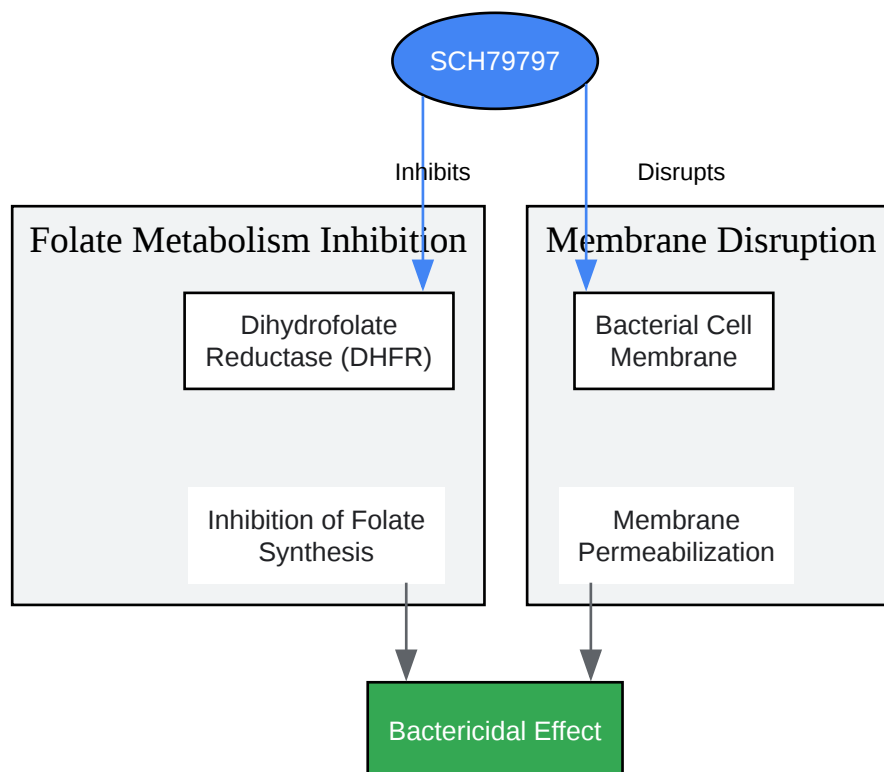 SCH79797
Inhibits
Disrupts
Folate Metabolism Inhibition
Membrane Disruption
Dihydrofolate
Reductase (DHFR)
Bacterial Cell
Membrane
Inhibition of Folate
Synthesis
Membrane
Permeabilization
Bactericidal Effect